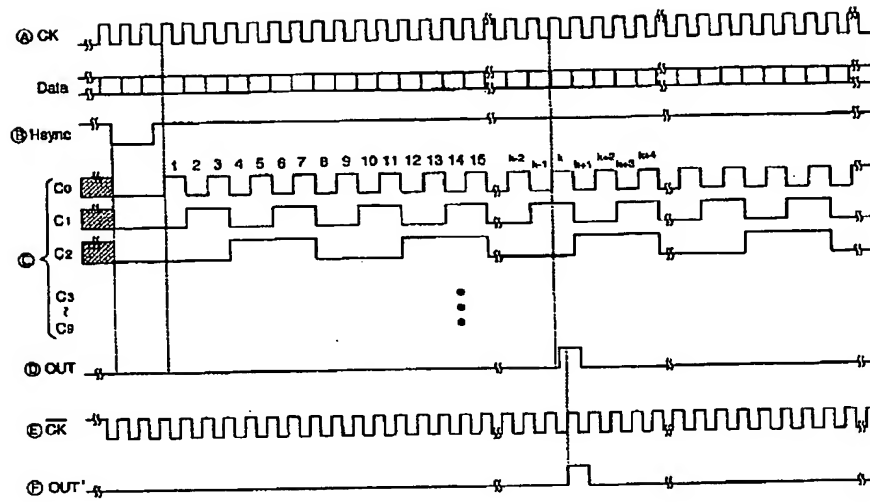 Ⓐ CK
Data
Ⓑ Hsync
1 2 3 4 5 6 7 8 9 10 11 12 13 14 15 k-2 k-1 k k+1 k+2 k+3 k+4
C0
C1
Ⓒ C2
C3
~
C9
Ⓓ OUT
Ⓔ C̅K̅
Ⓕ OUT'